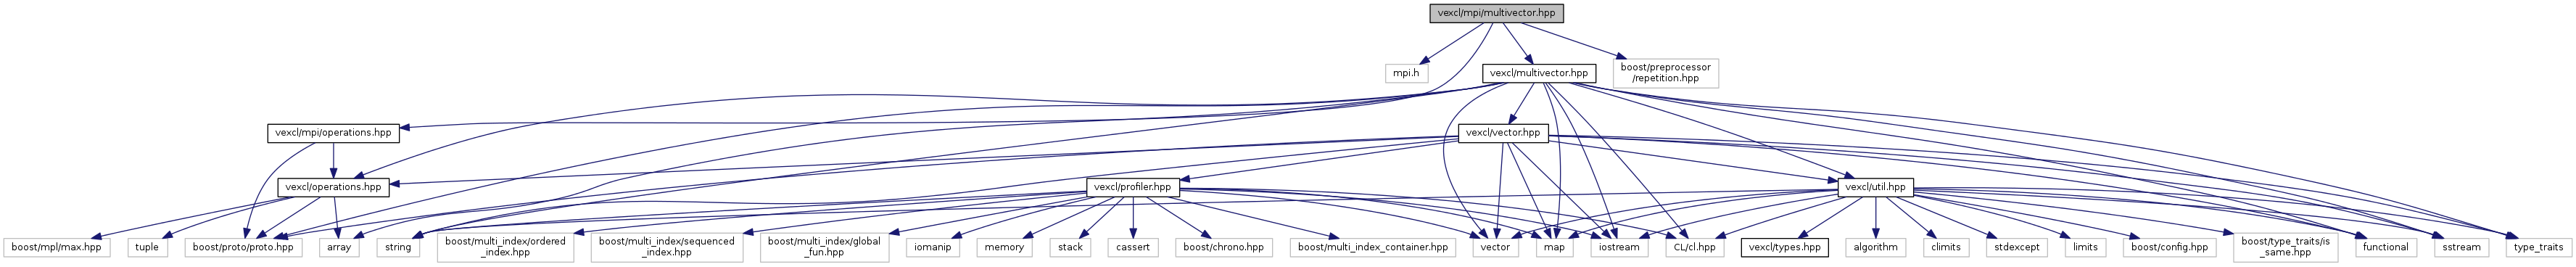 vexcl/mpi/multivector.hpp
mpi.h
vexcl/multivector.hpp
boost/preprocessor
/repetition.hpp
vexcl/mpi/operations.hpp
vexcl/vector.hpp
vexcl/operations.hpp
vexcl/profiler.hpp
vexcl/util.hpp
boost/mpl/max.hpp
tuple
boost/proto/proto.hpp
array
string
boost/multi_index/ordered
_index.hpp
boost/multi_index/sequenced
_index.hpp
boost/multi_index/global
_fun.hpp
iomanip
memory
stack
cassert
boost/chrono.hpp
boost/multi_index_container.hpp
vector
map
iostream
CL/cl.hpp
vexcl/types.hpp
algorithm
climits
stdexcept
limits
boost/config.hpp
boost/type_traits/is
_same.hpp
functional
sstream
type_traits